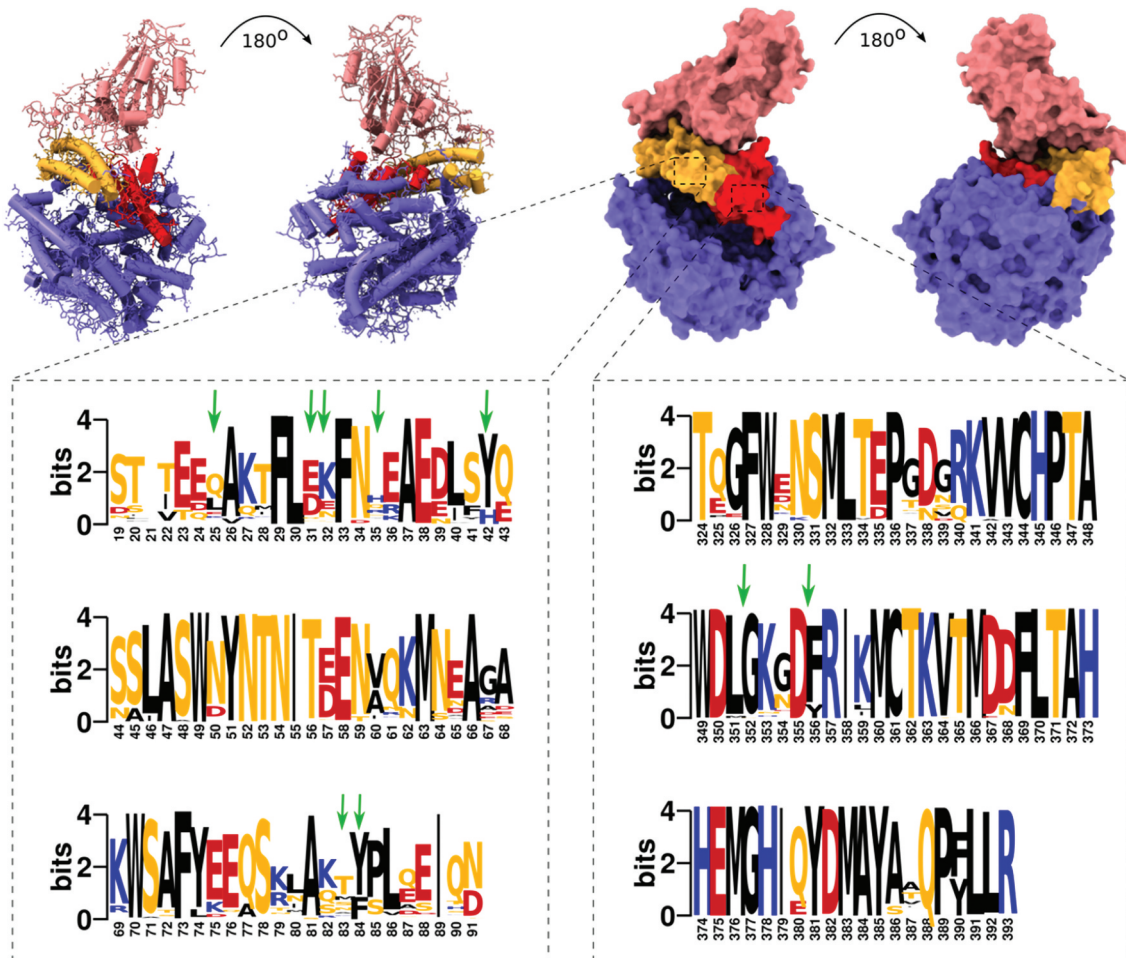 180°
180°
4
STTEEQAKTFLEKFNHEAEDLSYQ
bits
2
0
19 20 21 22 23 24 25 26 27 28 29 30 31 32 33 34 35 36 37 38 39 40 41 42 43
4
SSLASWNYNTNITEENVQKMNEAGA
bits
2
0
44 45 46 47 48 49 50 51 52 53 54 55 56 57 58 59 60 61 62 63 64 65 66 67 68
4
KWSAFYEEQSKLAKTYPLQEIQN
bits
2
0
69 70 71 72 73 74 75 76 77 78 79 80 81 82 83 84 85 86 87 88 89 90 91
4
TQGFWENSMLTEPGDGRKVVCHPTA
bits
2
0
324 325 326 327 328 329 330 331 332 333 334 335 336 337 338 339 340 341 342 343 344 345 346 347 348
4
WDLGKGDFRIKMCTKVTMDDFLTAH
bits
2
0
349 350 351 352 353 354 355 356 357 358 359 360 361 362 363 364 365 366 367 368 369 370 371 372 373
4
HEMGHIQYDMAYAAQPFLLR
bits
2
0
374 375 376 377 378 379 380 381 382 383 384 385 386 387 388 389 390 391 392 393